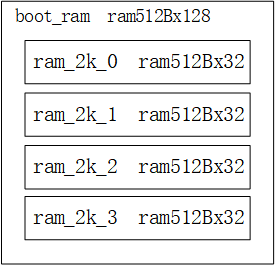 boot_ram ram512Bx128
ram_2k_0 ram512Bx32
ram_2k_1 ram512Bx32
ram_2k_2 ram512Bx32
ram_2k_3 ram512Bx32